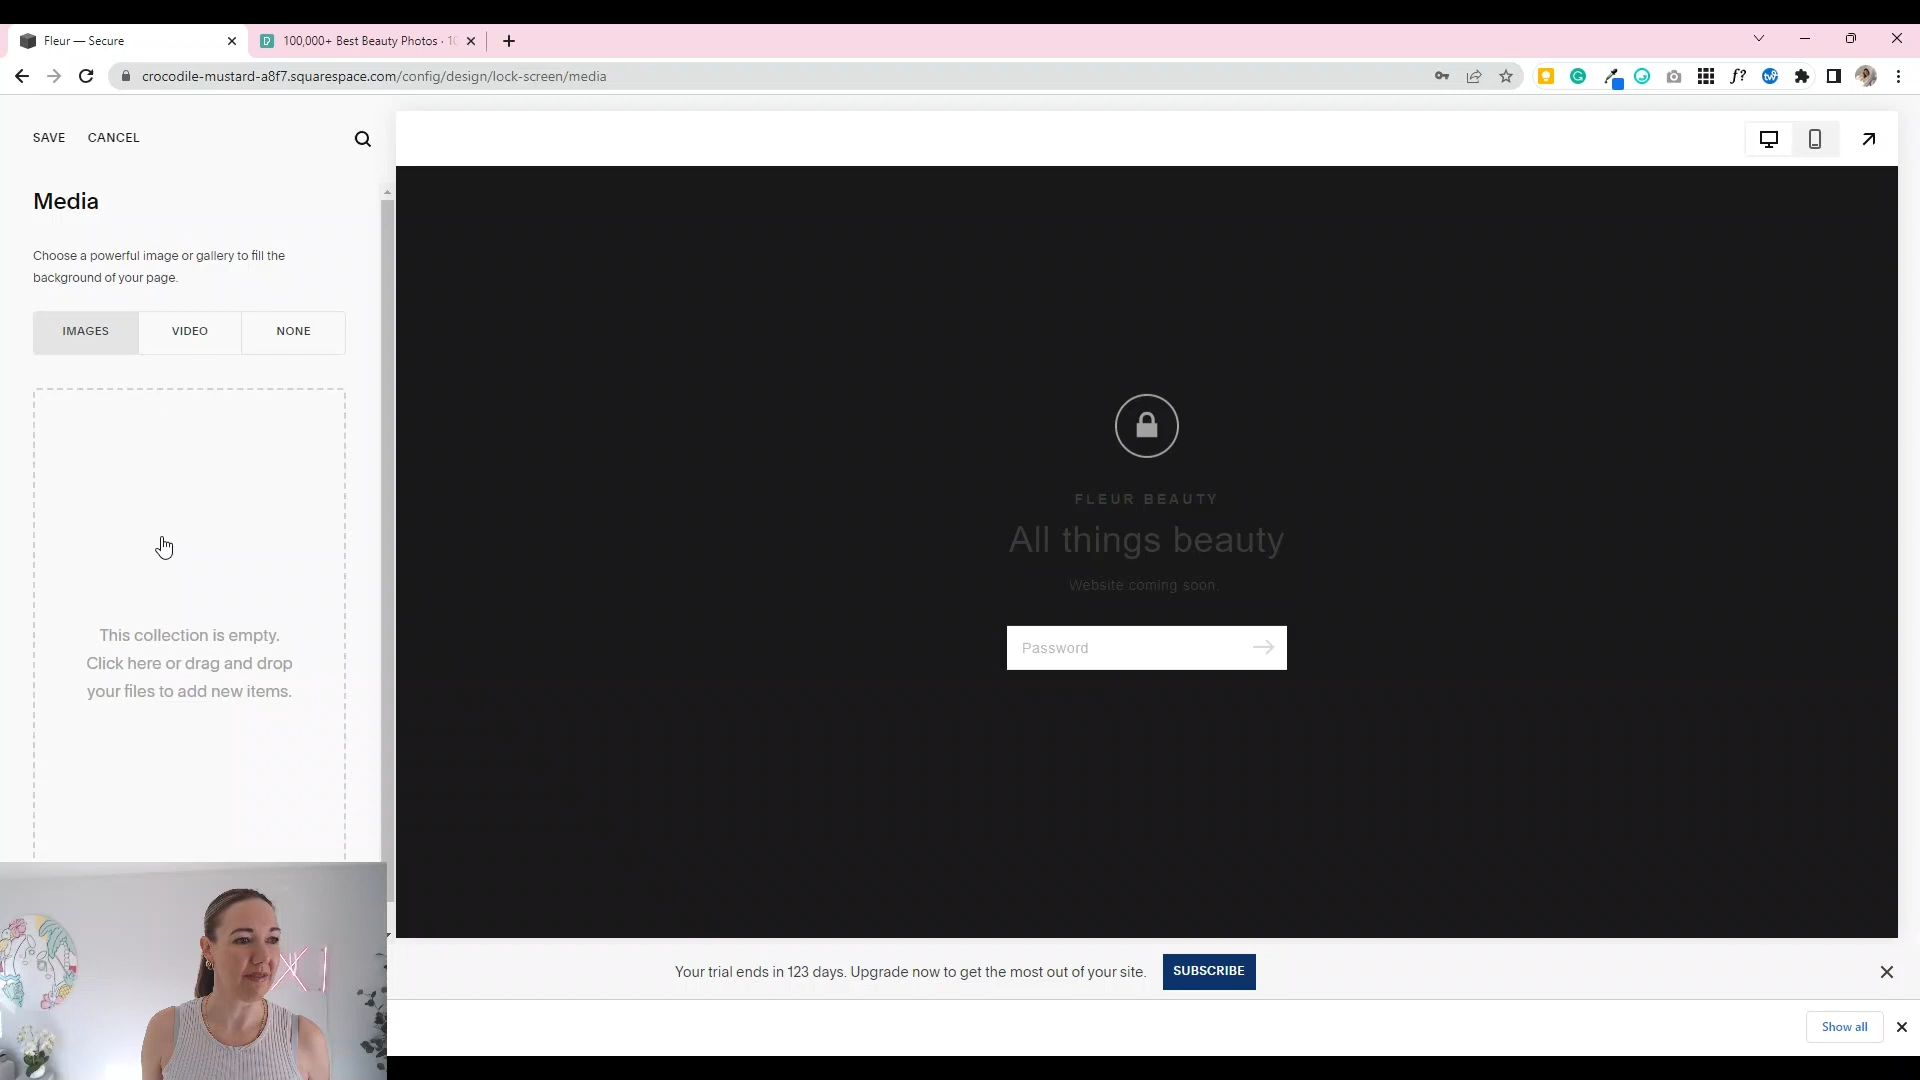 Fleur — Secure
100,000+ Best Beauty Photos · 10
crocodile-mustard-a8f7.squarespace.com/config/design/lock-screen/media
SAVE
CANCEL
Media
Choose a powerful image or gallery to fill the
background of your page.
IMAGES
VIDEO
NONE
This collection is empty.
Click here or drag and drop
your files to add new items.
FLEUR BEAUTY
All things beauty
Website coming soon.
Password
Your trial ends in 123 days. Upgrade now to get the most out of your site.
SUBSCRIBE
Show all